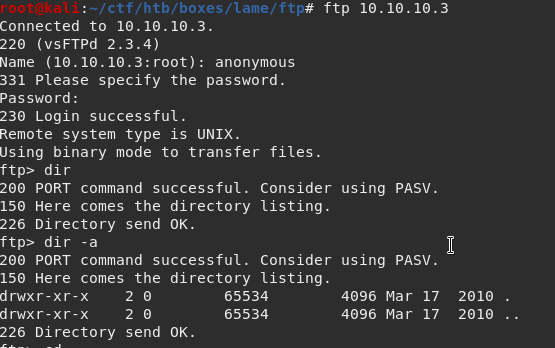 root@kali:~/ctf/htb/boxes/lame/ftp# ftp 10.10.10.3
Connected to 10.10.10.3.
220 (vsFTPd 2.3.4)
Name (10.10.10.3:root): anonymous
331 Please specify the password.
Password:
230 Login successful.
Remote system type is UNIX.
Using binary mode to transfer files.
ftp> dir
200 PORT command successful. Consider using PASV.
150 Here comes the directory listing.
226 Directory send OK.
ftp> dir -a
200 PORT command successful. Consider using PASV.
150 Here comes the directory listing.
drwxr-xr-x    2 0        65534        4096 Mar 17  2010 .
drwxr-xr-x    2 0        65534        4096 Mar 17  2010 ..
226 Directory send OK.